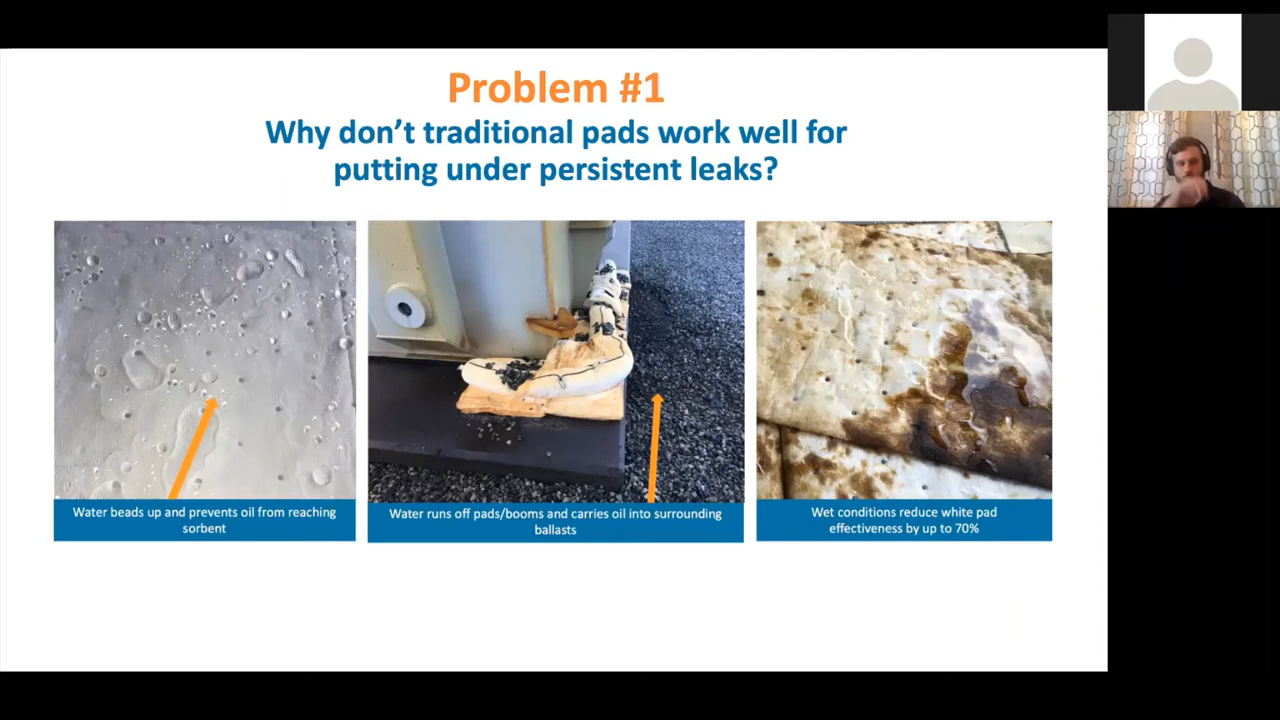 Problem #1
Why don't traditional pads work well for
putting under persistent leaks?
Water beads up and prevents oil from reaching
sorbent
Water runs off pads/booms and carries oil into surrounding
ballasts
Wet conditions reduce white pad
effectiveness by up to 70%